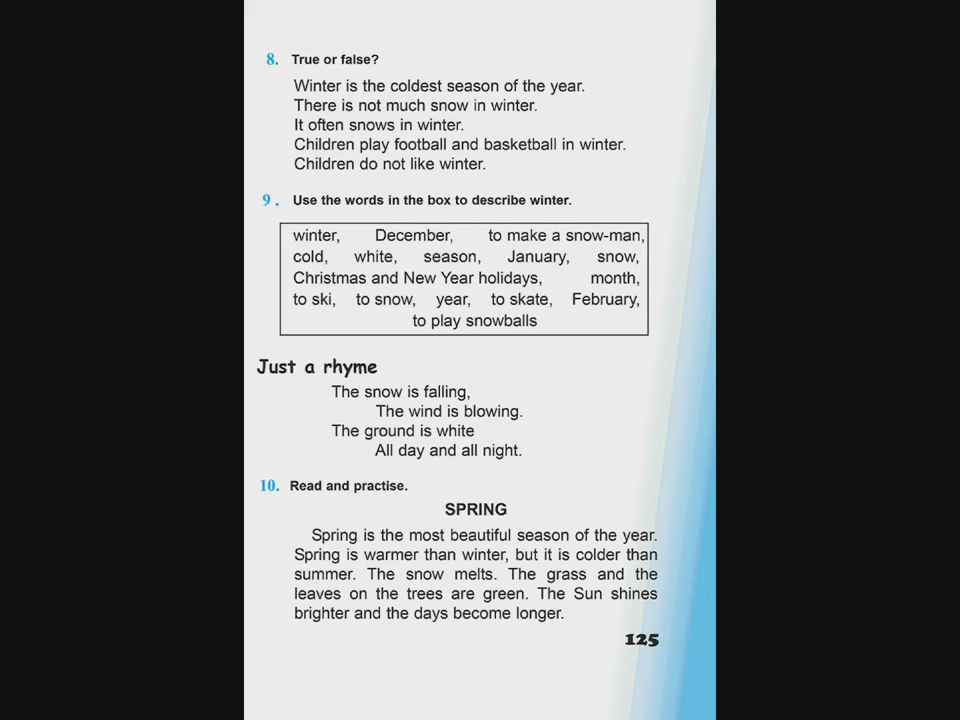 8. True or false?
Winter is the coldest season of the year.
There is not much snow in winter.
It often snows in winter.
Children play football and basketball in winter.
Children do not like winter.
9 . Use the words in the box to describe winter.
winter, December, to make a snow-man,
cold, white, season, January, snow,
Christmas and New Year holidays, month,
to ski, to snow, year, to skate, February,
to play snowballs
Just a rhyme
The snow is falling,
The wind is blowing.
The ground is white
All day and all night.
10. Read and practise.
SPRING
Spring is the most beautiful season of the year.
Spring is warmer than winter, but it is colder than
summer. The snow melts. The grass and the
leaves on the trees are green. The Sun shines
brighter and the days become longer.
125